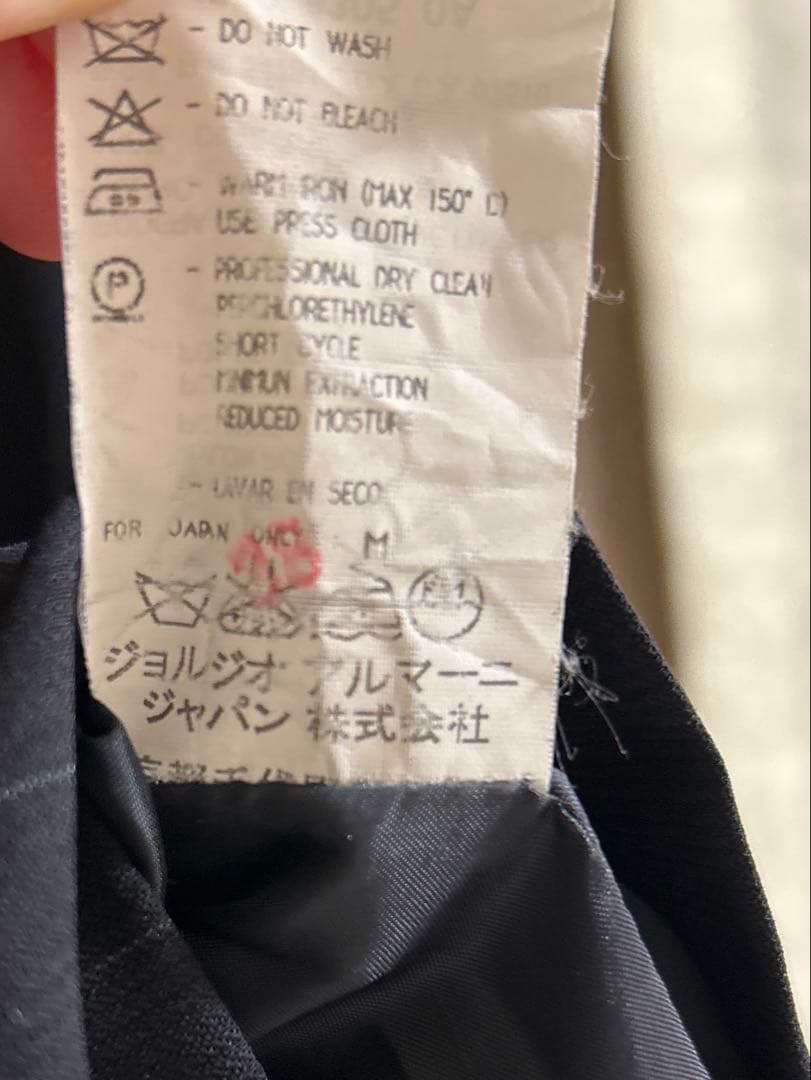 - DO NOT WASH
- DO NOT BLEACH
- WARM IRON (MAX 150° C)
USE PRESS CLOTH
P
- PROFESSIONAL DRY CLEAN
PERCHLORETHYLENE
SHORT CYCLE
MINIMUN EXTRACTION
REDUCED MOISTURE
- LAVAR EN SECO
FOR JAPAN ONLY
M
ジョルジオ アルマーニ
ジャパン 株式会社